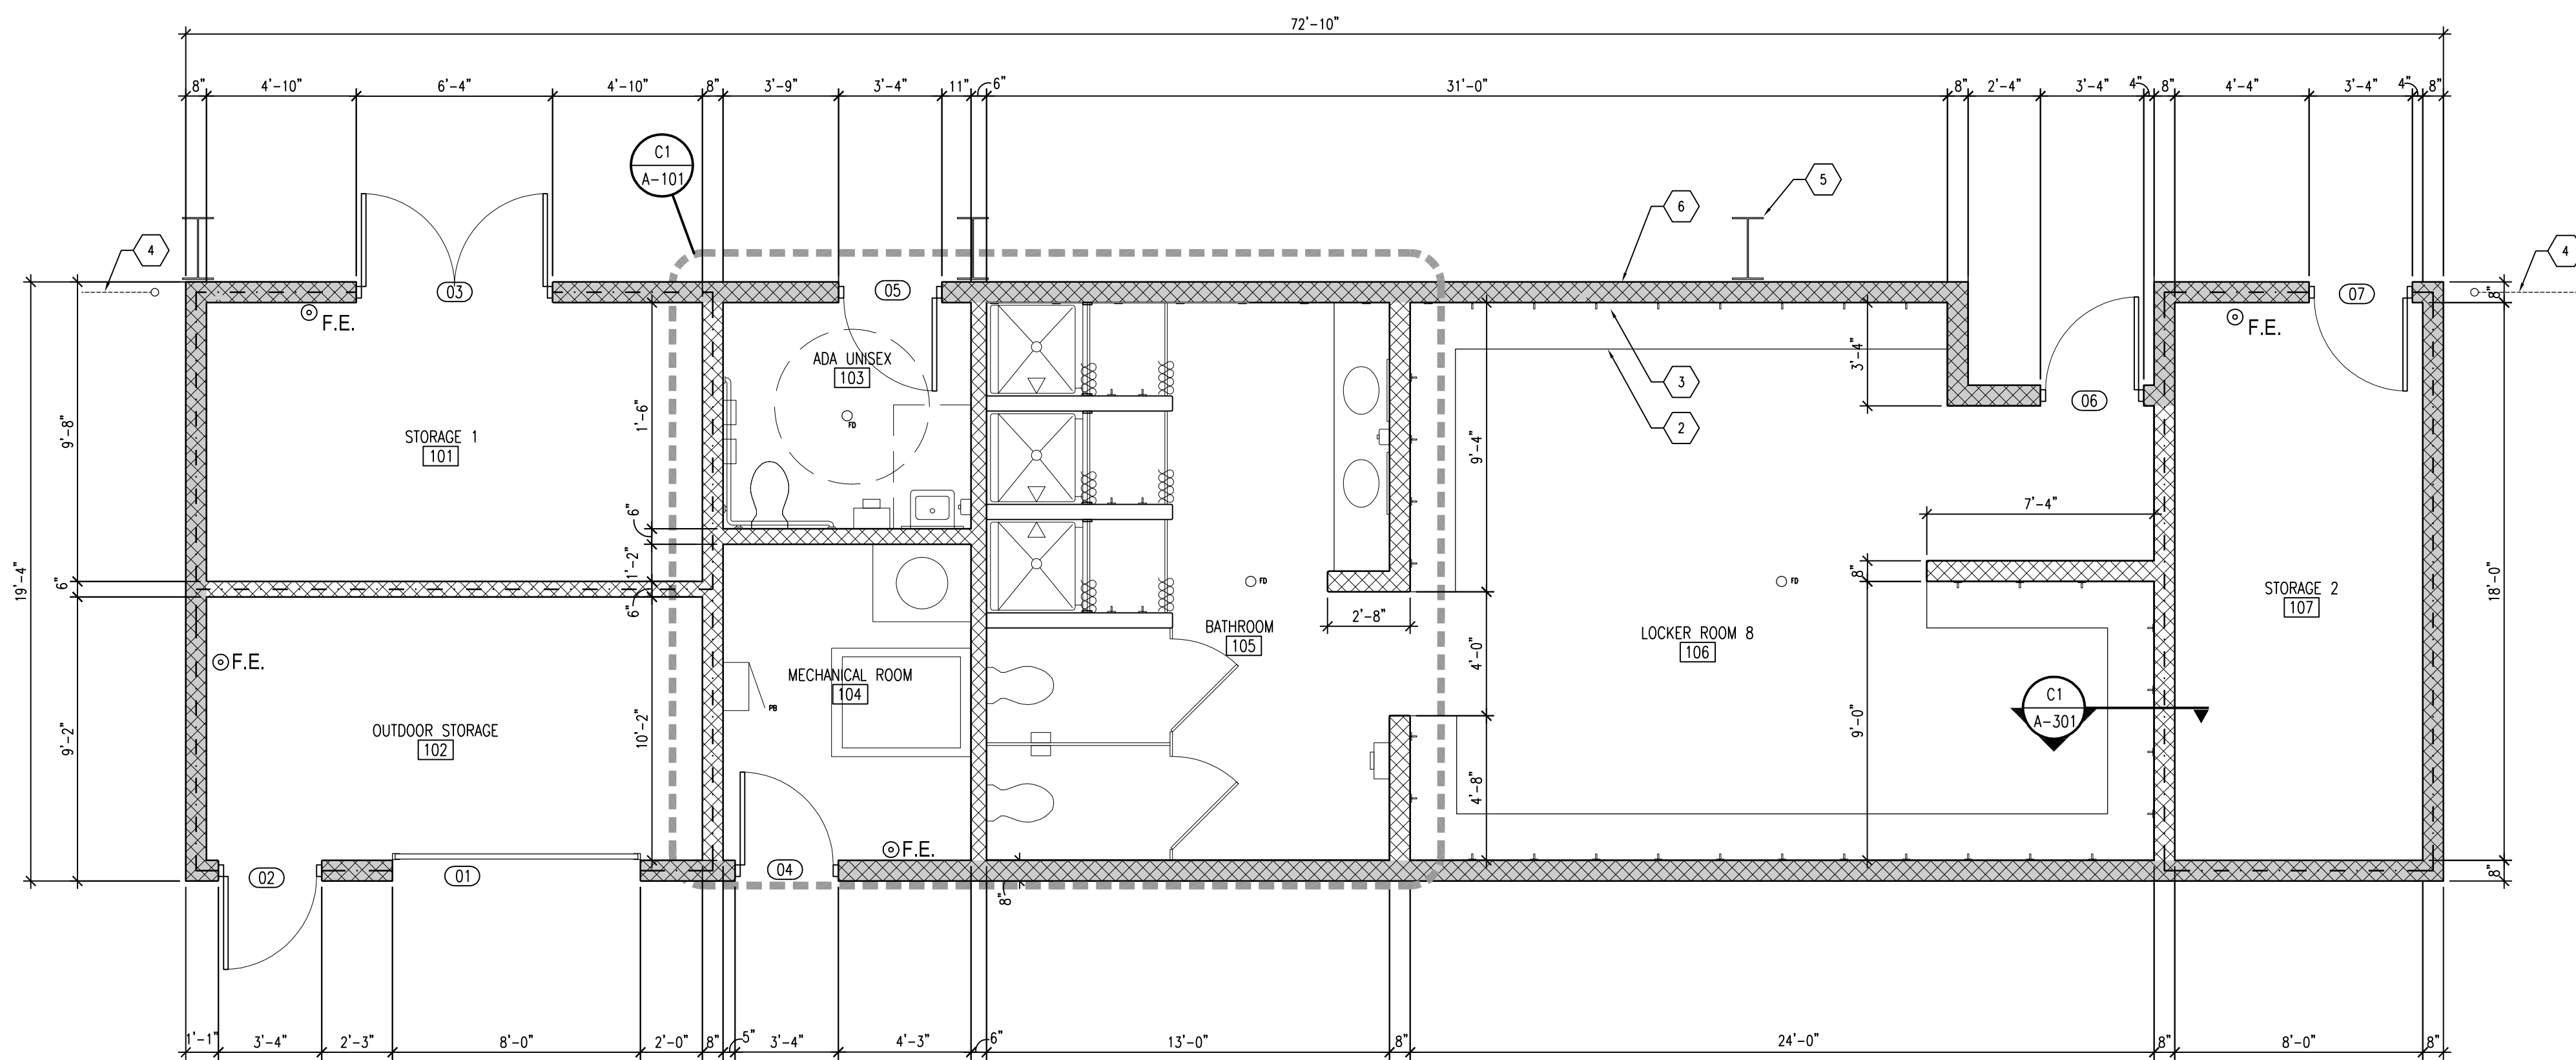 72'-10"
8" 4'-10" 6'-4" 4'-10" 8" 3'-9" 3'-4" 11" 6" 31'-0" 8" 2'-4" 3'-4" 4" 8" 4'-4" 3'-4" 4" 8"
C1
A-101
5
6
4
4
03
05
07
8"
F.E.
F.E.
ADA UNISEX
103
3'-4"
3
06
2
FD
1'-6"
STORAGE 1
101
9'-8"
9'-4"
7'-4"
6"
1'-2"
8"
FD
FD
STORAGE 2
107
18'-0"
19'-4"
6"
6"
2'-8"
BATHROOM
105
LOCKER ROOM 8
106
4'-0"
F.E.
MECHANICAL ROOM
104
PB
C1
A-301
9'-0"
10'-2"
9'-2"
OUTDOOR STORAGE
102
4'-8"
F.E.
02
01
04
8"
8"
1'-1" 3'-4" 2'-3" 8'-0" 2'-0" 8" 5" 3'-4" 4'-3" 6" 13'-0" 8" 24'-0" 8" 8'-0" 8"